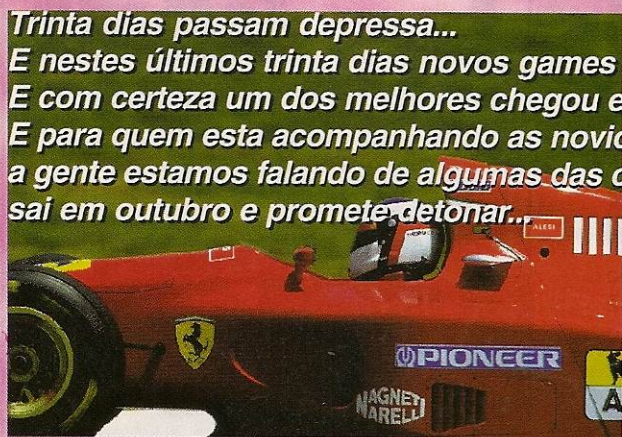 Trinta dias passam depressa...
E nestes últimos trinta dias novos games
E com certeza um dos melhores chegou e
E para quem esta acompanhando as novid
a gente estamos falando de algumas das
sai em outubro e promete detonar...
ALESI
PIONEER
MAGNETI
MARELLI
A